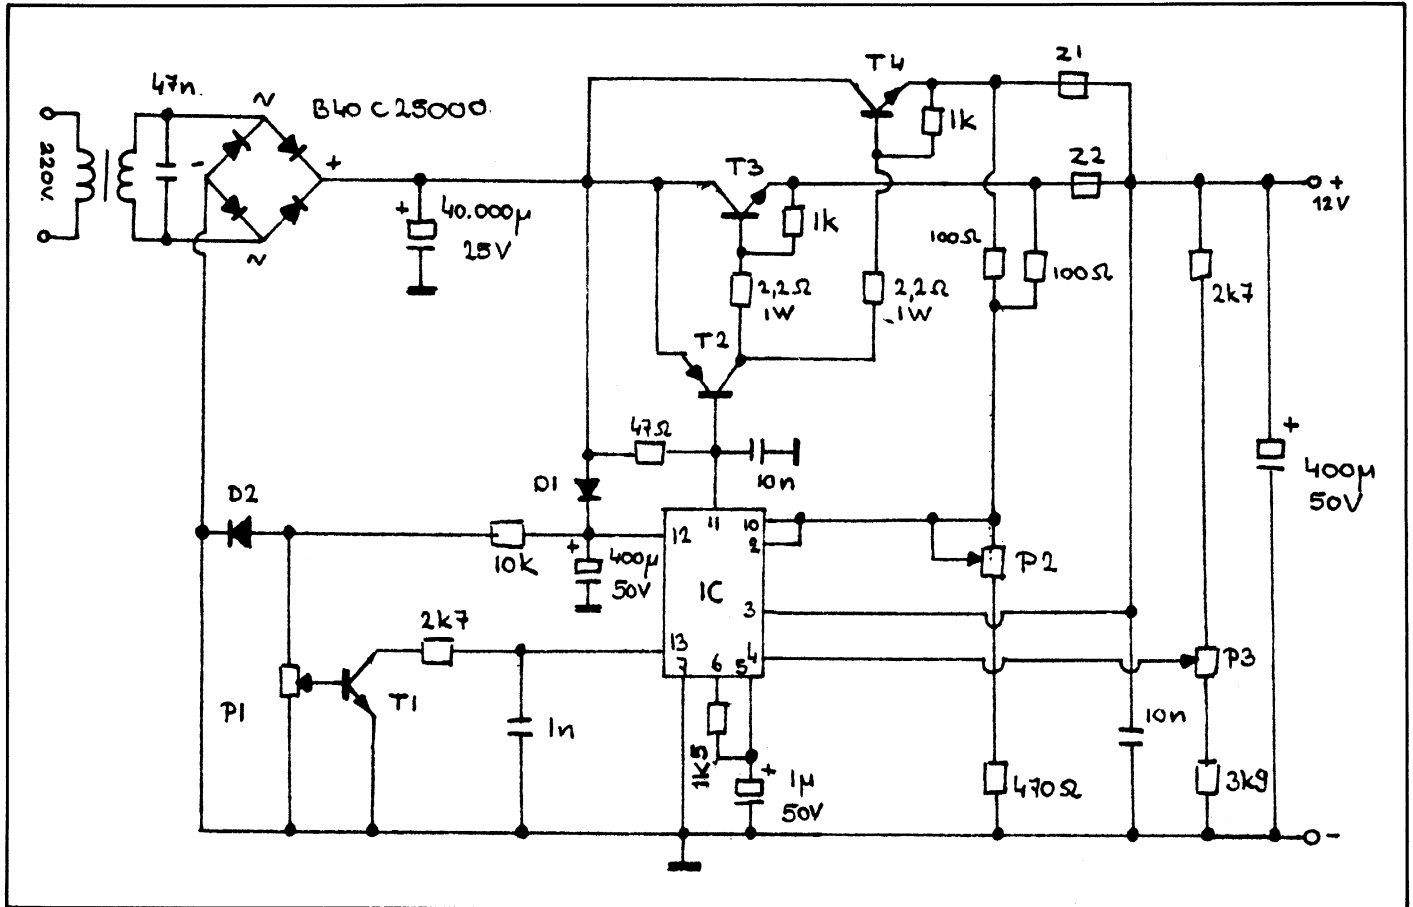 T4
Z1
47n.
~
B40 C25000.
1k
220V.
-
+
T3
Z2
+
12V
+
40.000µ
25V
1k
100Ω
100Ω
2k7
2,2Ω
1W
2,2Ω
1W
T2
47Ω
10n
+
400µ
50V
D1
D2
10k
+
400µ
50V
12
11
10
2
IC
3
4
13
7
6
5
P2
2k7
P3
P1
T1
1n
1k5
+
1µ
50V
470Ω
10n
3k9
-
~